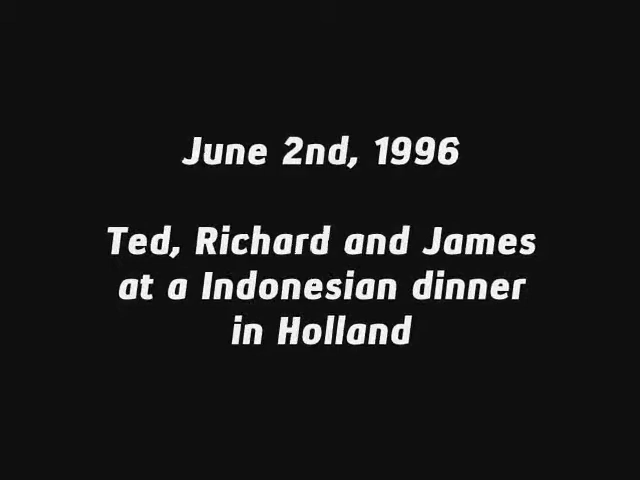 June 2nd, 1996
Ted, Richard and James
at a Indonesian dinner
in Holland